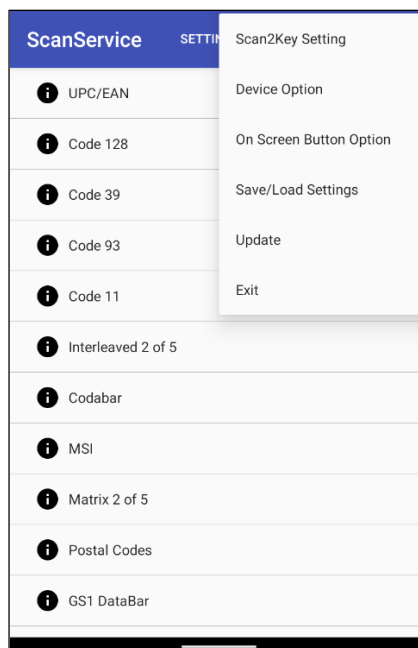 ScanService
SETTIN
Scan2Key Setting
Device Option
On Screen Button Option
Save/Load Settings
Update
Exit
UPC/EAN
Code 128
Code 39
Code 93
Code 11
Interleaved 2 of 5
Codabar
MSI
Matrix 2 of 5
Postal Codes
GS1 DataBar